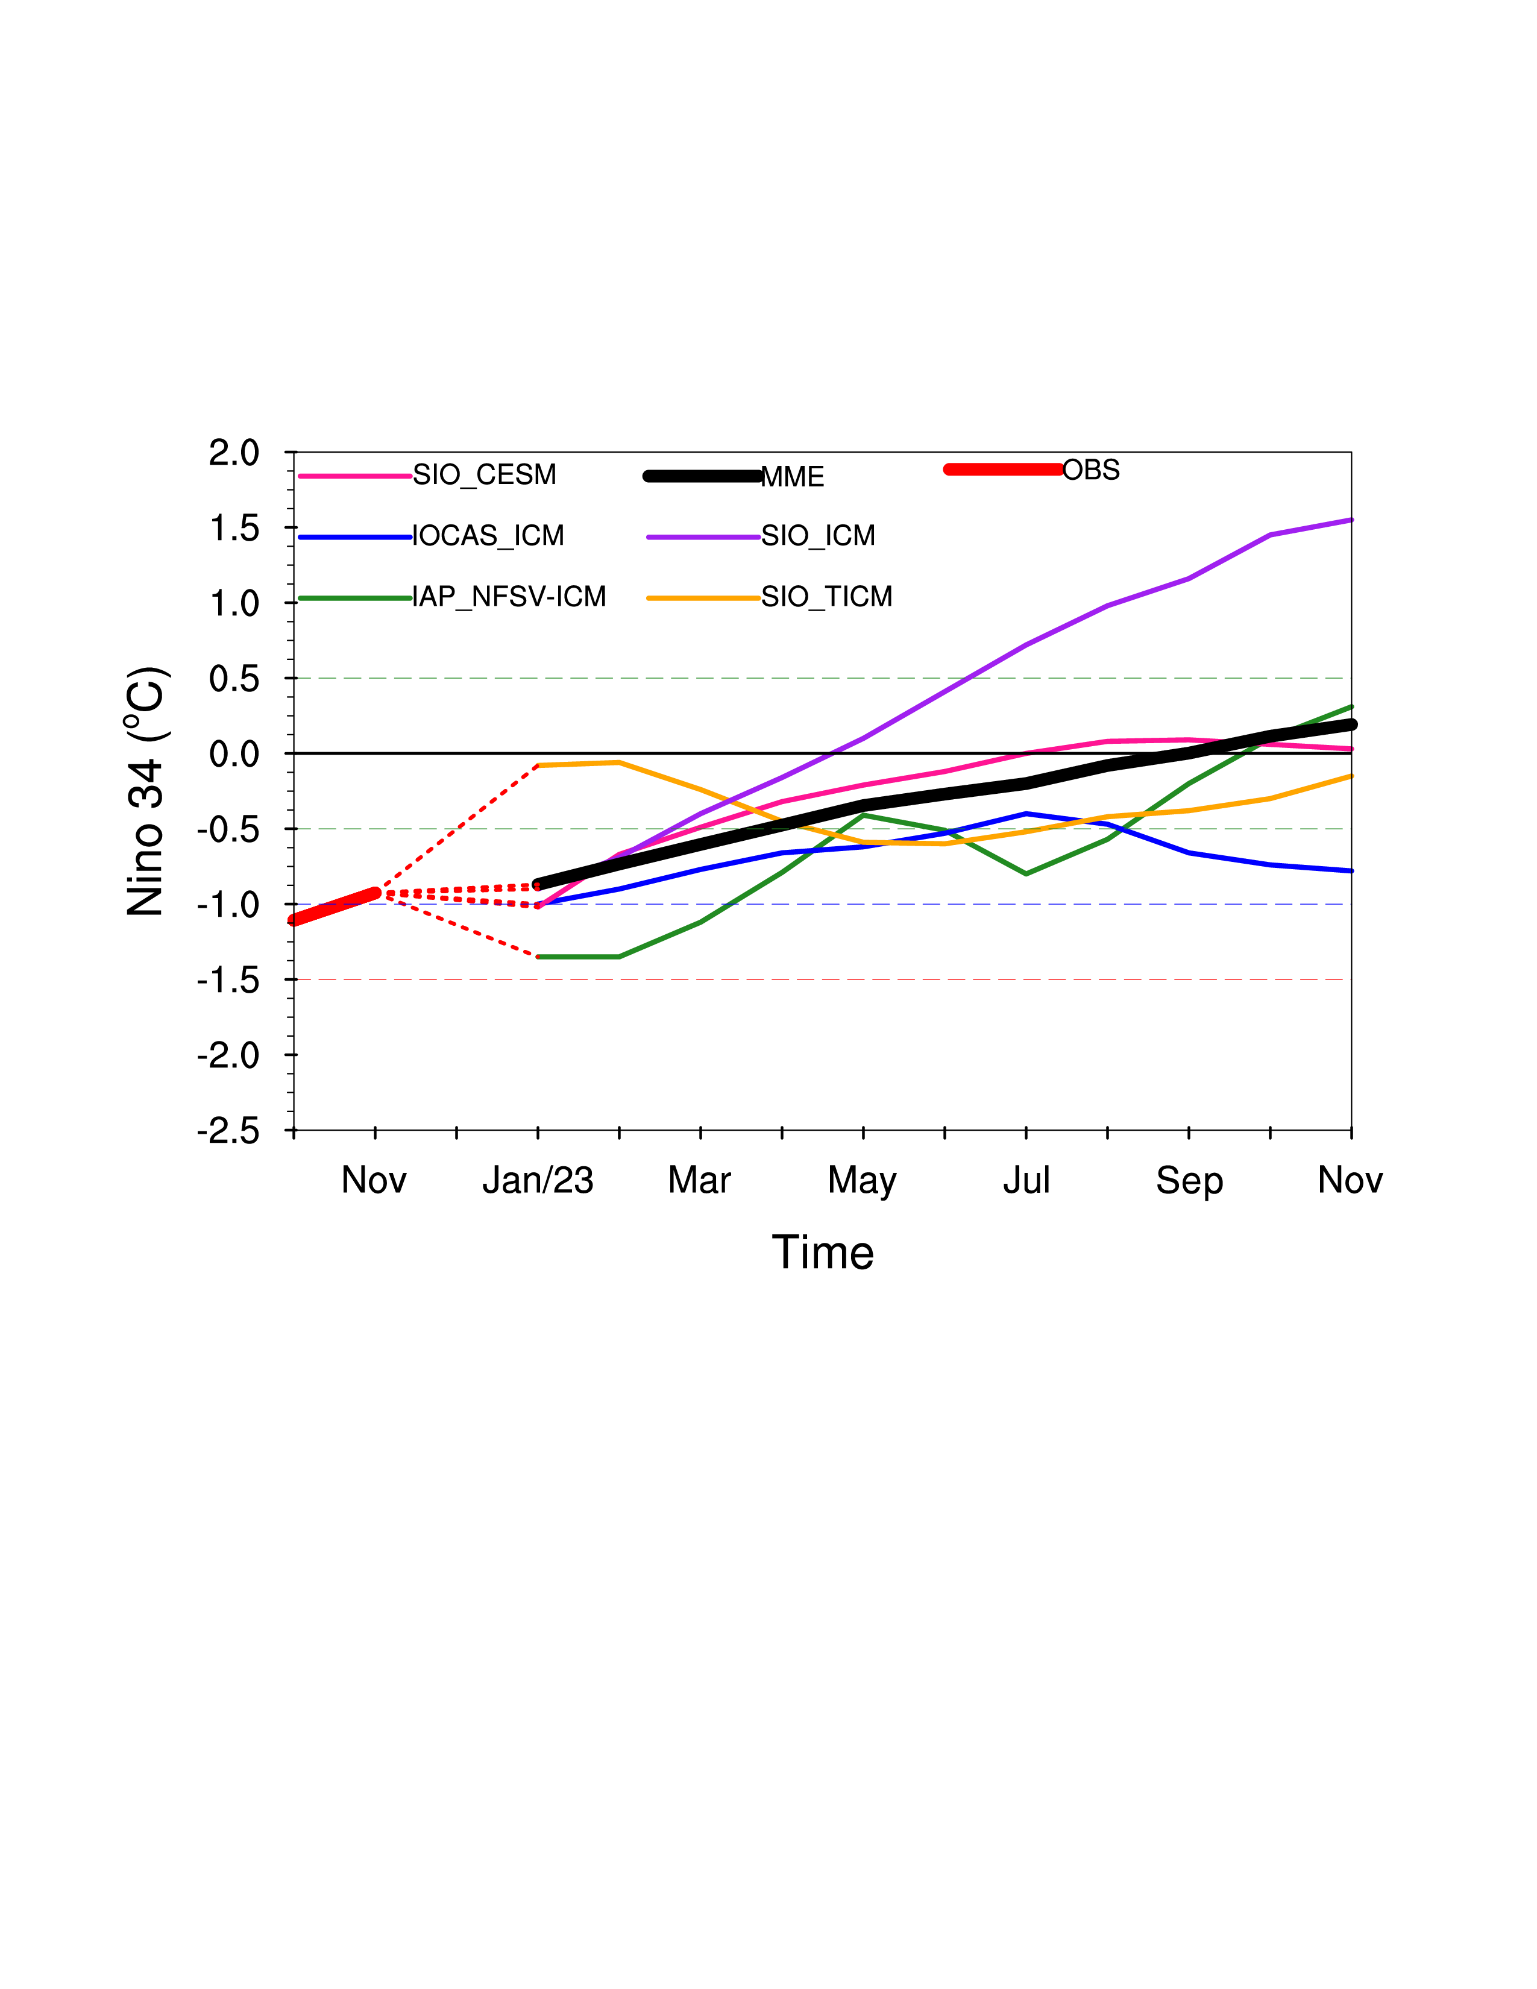 2.0
1.5
1.0
0.5
0.0
-0.5
-1.0
-1.5
-2.0
-2.5
Nino 34 (°C)
SIO_CESM
MME
OBS
IOCAS_ICM
SIO_ICM
IAP_NFSV-ICM
SIO_TICM
Nov Jan/23 Mar May Jul Sep Nov
Time